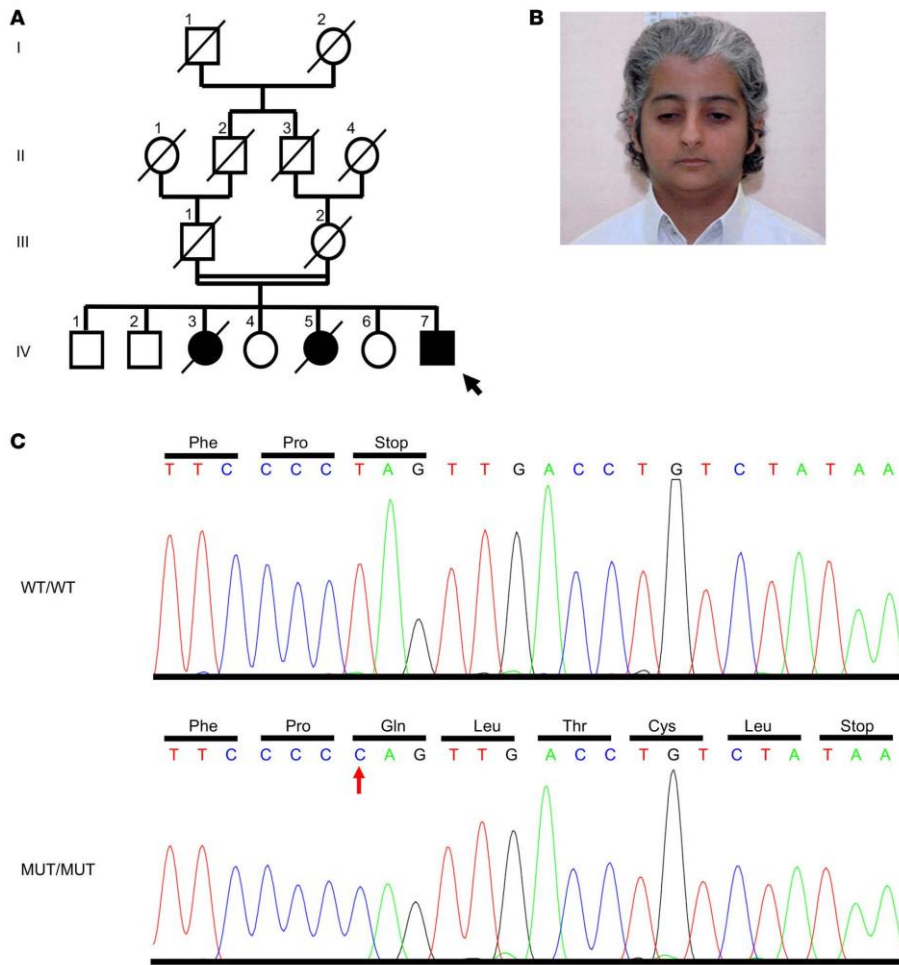 A
B
I
1 2
II
1 2 3 4
III
1 2
IV
1 2 3 4 5 6 7
C
Phe Pro Stop
T T C C C C T A G T T G A C C T G T C T A T A A
WT/WT
Phe Pro Gln Leu Thr Cys Leu Stop
T T C C C C C A G T T G A C C T G T C T A T A A
MUT/MUT